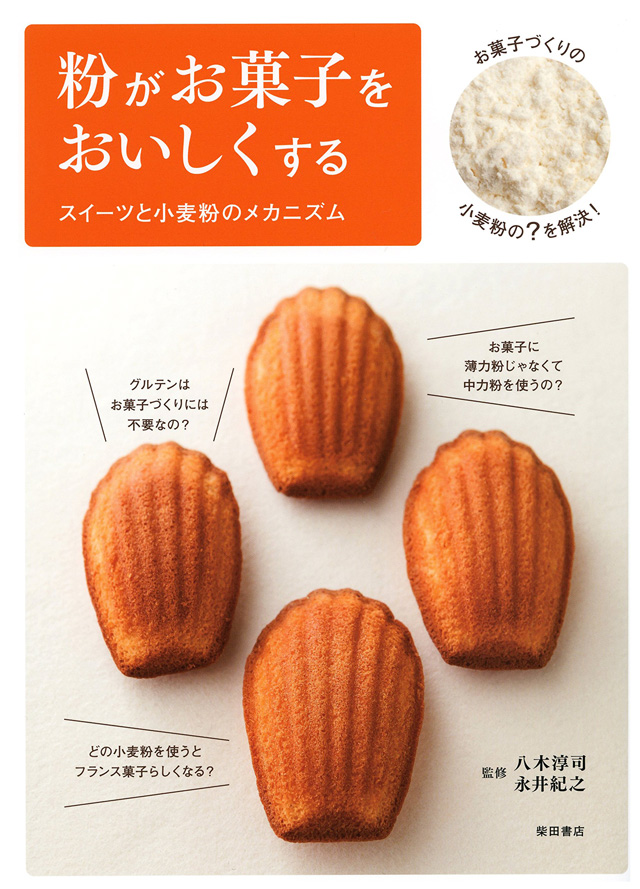 粉がお菓子を
おいしくする
スイーツと小麦粉のメカニズム
お菓子づくりの
小麦粉の?を解決!
お菓子に
薄力粉じゃなくて
中力粉を使うの?
グルテンは
お菓子づくりには
不要なの?
どの小麦粉を使うと
フランス菓子らしくなる?
監修 八木淳司
永井紀之
柴田書店